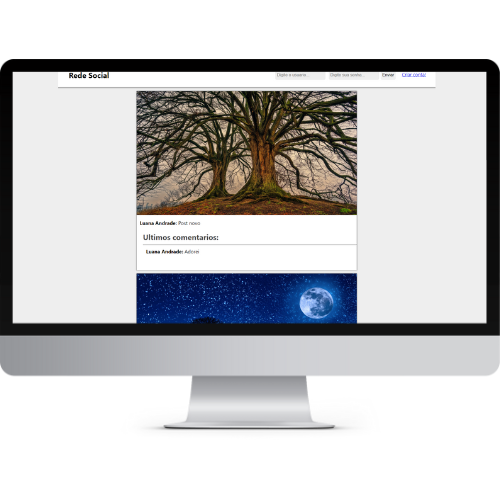 Rede Social
Digite o usuario...
Digite sua senha...
Enviar
Criar conta!
Luana Andrade: Post novo
Ultimos comentarios:
Luana Andrade: Adorei